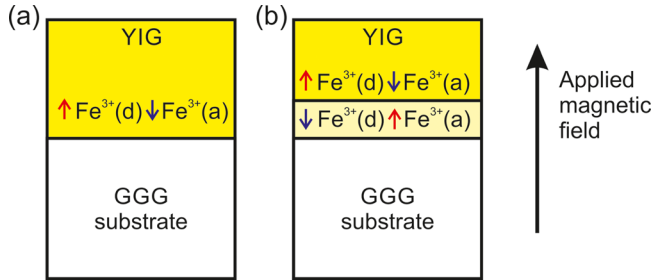 (a)
YIG
↑Fe³⁺(d)↓Fe³⁺(a)
GGG
substrate
(b)
YIG
↑Fe³⁺(d)↓Fe³⁺(a)
↓Fe³⁺(d)↑Fe³⁺(a)
GGG
substrate
Applied
magnetic
field